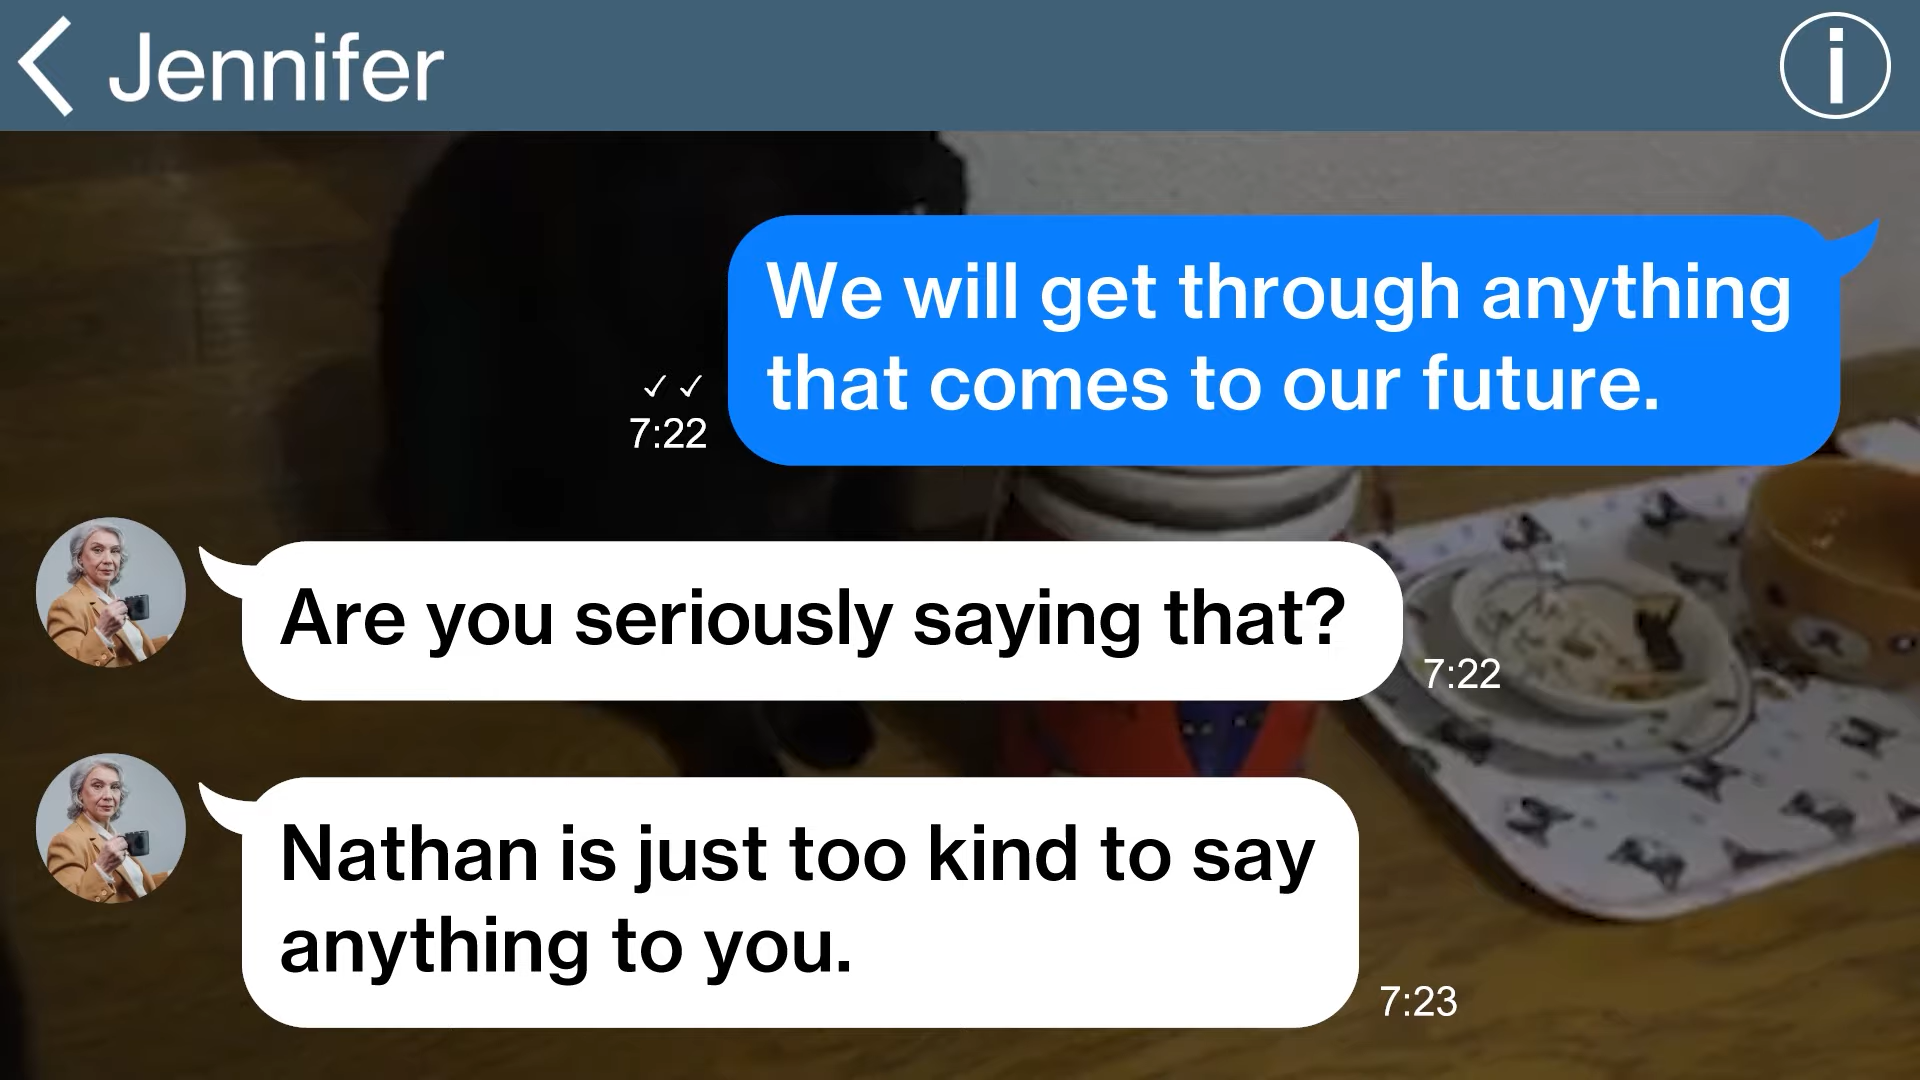 Jennifer
We will get through anything
that comes to our future.
✓ ✓
7:22
Are you seriously saying that?
7:22
Nathan is just too kind to say
anything to you.
7:23